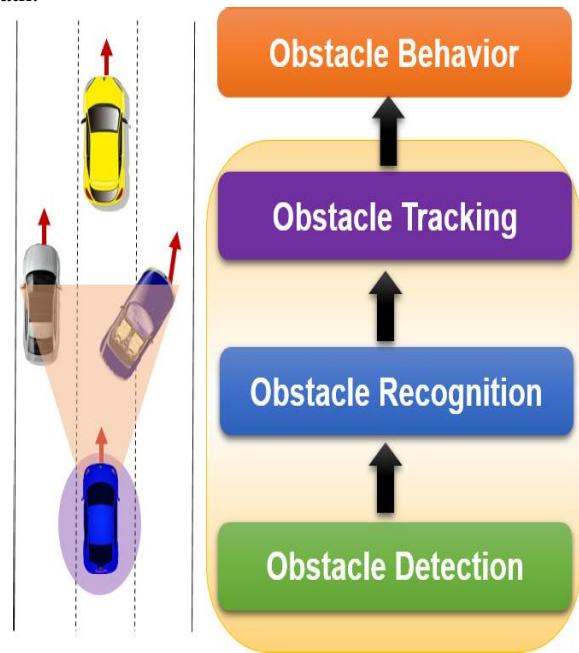 Obstacle Behavior
Obstacle Tracking
Obstacle Recognition
Obstacle Detection